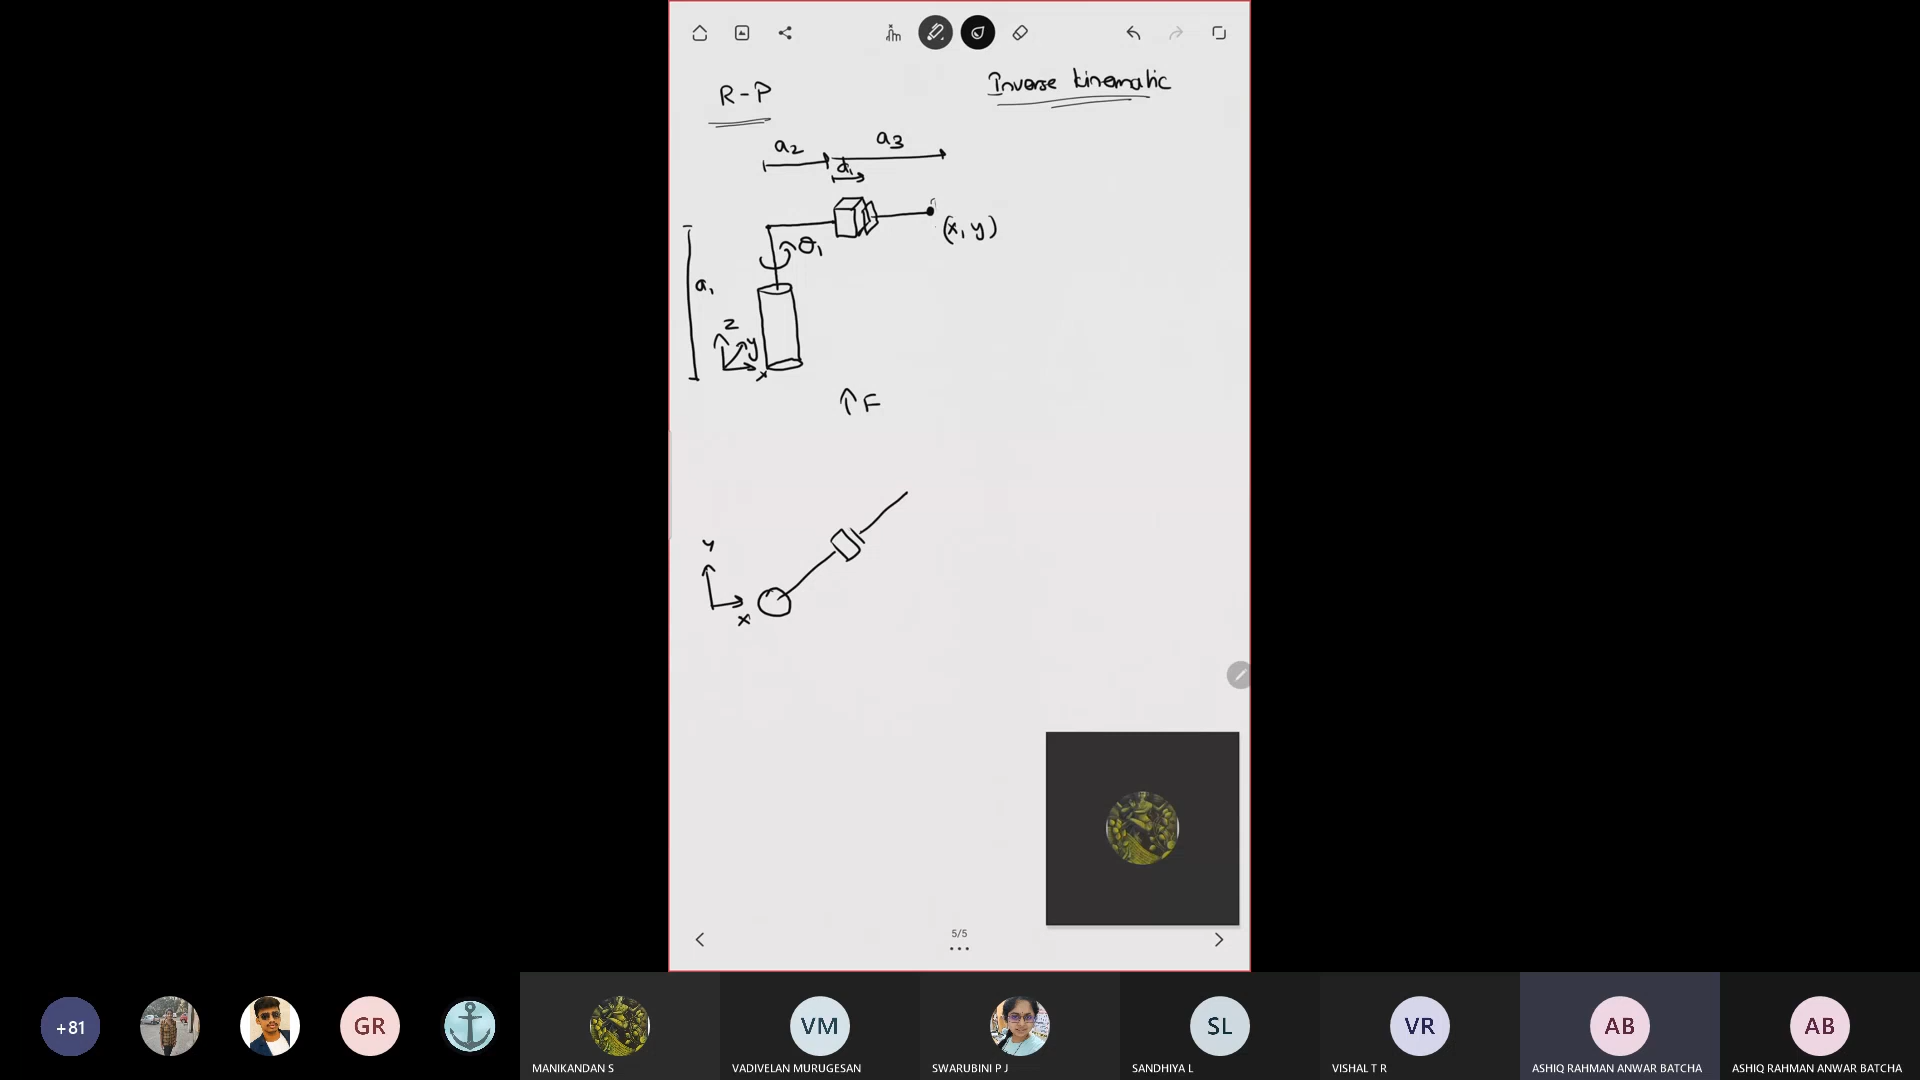 R-P
Inverse kinematic
a2
a3
d1
(x, y)
θ1
a1
z
y
x
↑ F
y
x
5/5
+81
GR
VM
SL
VR
AB
AB
MANIKANDAN S
VADIVELAN MURUGESAN
SWARUBINI P J
SANDHIYA L
VISHAL T R
ASHIQ RAHMAN ANWAR BATCHA
ASHIQ RAHMAN ANWAR BATCHA